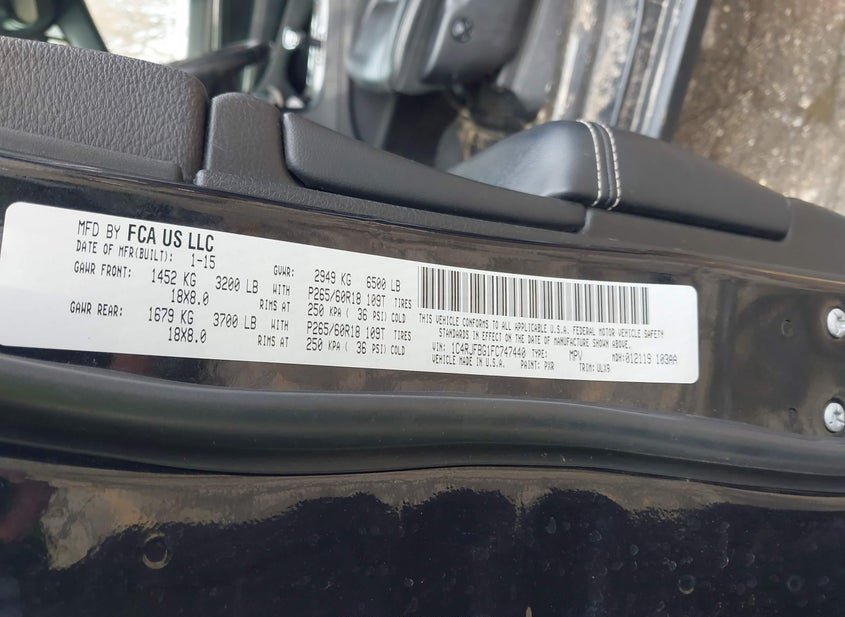 MFD BY FCA US LLC
DATE OF MFR(BUILT): 1-15 GVWR: 2949 KG 6500 LB
GAWR FRONT: 1452 KG 3200 LB WITH P265/60R18 109T TIRES
18X8.0 RIMS AT 250 KPA( 36 PSI) COLD
GAWR REAR: 1679 KG 3700 LB WITH P265/60R18 109T TIRES
18X8.0 RIMS AT 250 KPA( 36 PSI) COLD
THIS VEHICLE CONFORMS TO ALL APPLICABLE U.S.A. FEDERAL MOTOR VEHICLE SAFETY
STANDARDS IN EFFECT ON THE DATE OF MANUFACTURE SHOWN ABOVE.
VIN: 1C4RJFBG1FC747440 TYPE: MPV MDH:012119 103AA
VEHICLE MADE IN U.S.A. PAINT: PXR TRIM: ULX9